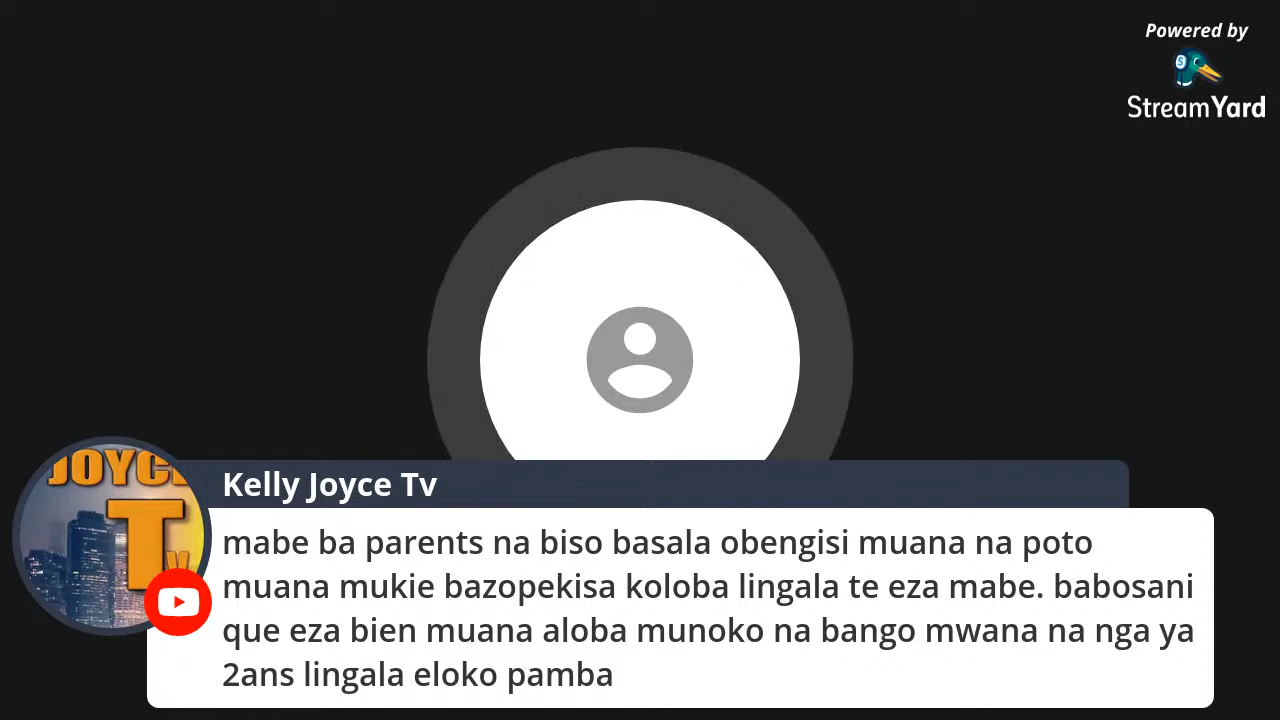 Powered by
StreamYard
JOYCE
T
V
Kelly Joyce Tv
mabe ba parents na biso basala obengisi muana na poto
muana mukie bazopekisa koloba lingala te eza mabe. babosani
que eza bien muana aloba munoko na bango mwana na nga ya
2ans lingala eloko pamba